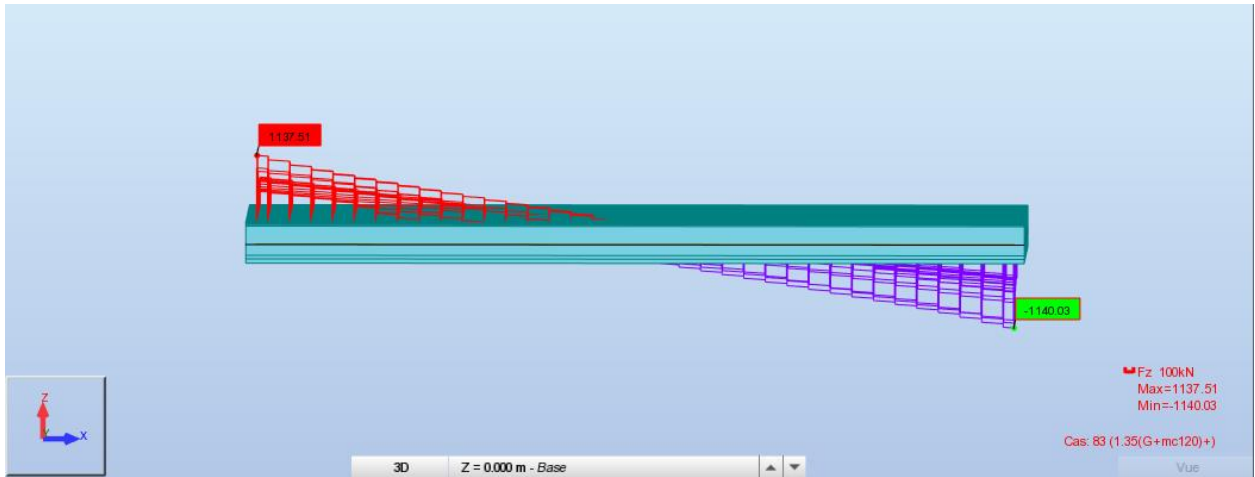 1137.51
-1140.03
Fz 100kN
Max=1137.51
Min=-1140.03
Cas: 83 (1.35(G+mc120)+)
Z
Y
X
3D Z = 0.000 m - Base
Vue